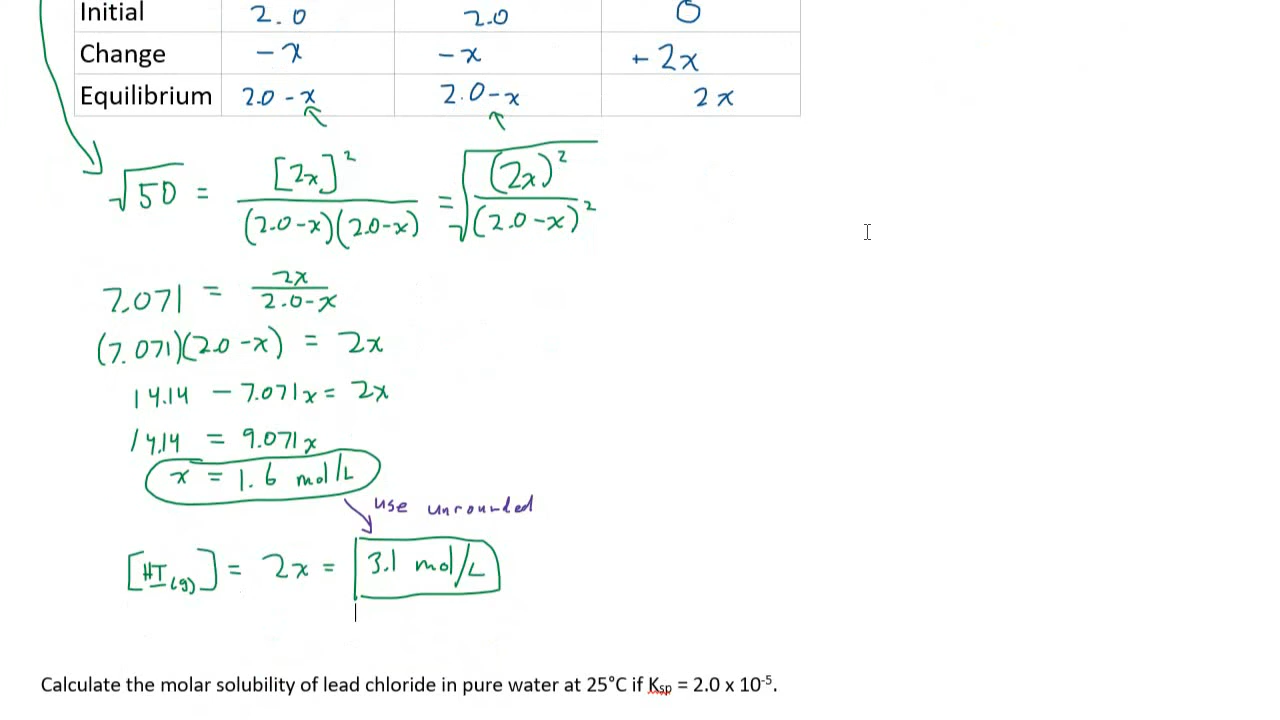 Initial 2.0 2.0 0
Change -x -x +2x
Equilibrium 2.0-x 2.0-x 2x
√50 = [2x]² / (2.0-x)(2.0-x) = √((2x)² / (2.0-x)²)
7.071 = 2x / 2.0-x
(7.071)(2.0-x) = 2x
14.14 - 7.071x = 2x
14.14 = 9.071x
x = 1.6 mol/L
use unrounded
[HI(g)] = 2x = 3.1 mol/L
Calculate the molar solubility of lead chloride in pure water at 25°C if Ksp = 2.0 x 10⁻⁵.